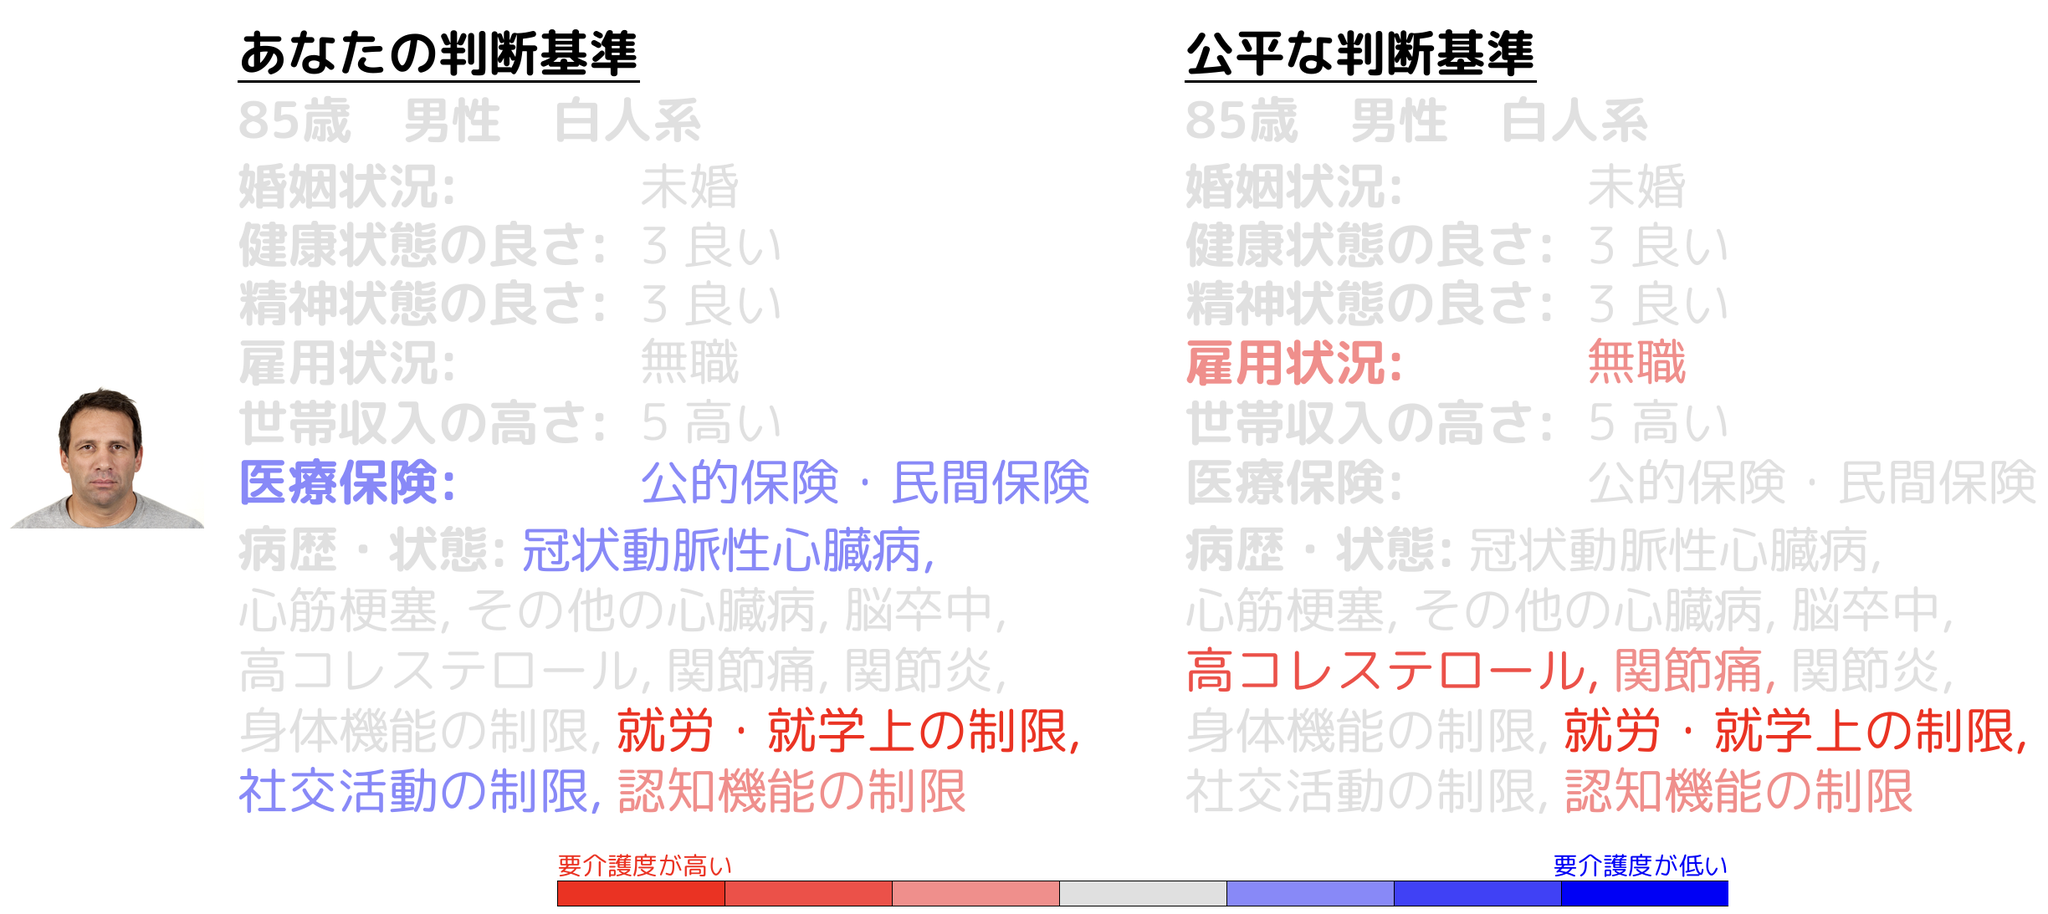 あなたの判断基準
85歳　男性　白人系
婚姻状況: 未婚
健康状態の良さ: 3 良い
精神状態の良さ: 3 良い
雇用状況: 無職
世帯収入の高さ: 5 高い
医療保険: 公的保険・民間保険
病歴・状態: 冠状動脈性心臓病,
心筋梗塞, その他の心臓病, 脳卒中,
高コレステロール, 関節痛, 関節炎,
身体機能の制限, 就労・就学上の制限,
社交活動の制限, 認知機能の制限
公平な判断基準
85歳　男性　白人系
婚姻状況: 未婚
健康状態の良さ: 3 良い
精神状態の良さ: 3 良い
雇用状況: 無職
世帯収入の高さ: 5 高い
医療保険: 公的保険・民間保険
病歴・状態: 冠状動脈性心臓病,
心筋梗塞, その他の心臓病, 脳卒中,
高コレステロール, 関節痛, 関節炎,
身体機能の制限, 就労・就学上の制限,
社交活動の制限, 認知機能の制限
要介護度が高い
要介護度が低い